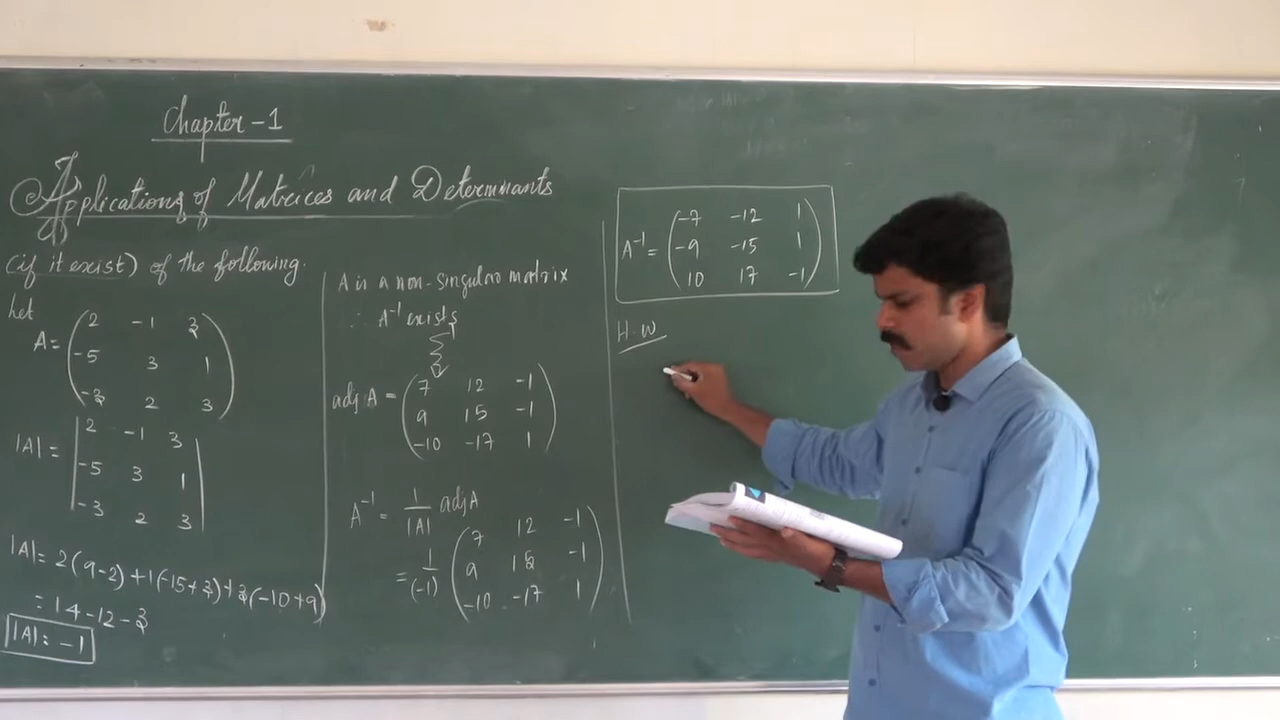 Chapter-1
Applications of Matrices and Determinants
(if it exist) of the following.
Let
A = (2 -1 3
-5 3 1
-3 2 3)
|A| = |2 -1 3
-5 3 1
-3 2 3|
|A| = 2(9-2)+1(-15+3)+3(-10+9)
= 14-12-3
|A| = -1
A is a non-singular matrix
∴ A⁻¹ exists
adj A = (7 12 -1
9 15 -1
-10 -17 1)
A⁻¹ = 1/|A| adj A
= 1/(-1) (7 12 -1
9 15 -1
-10 -17 1)
A⁻¹ = (-7 -12 1
-9 -15 1
10 17 -1)
H.W